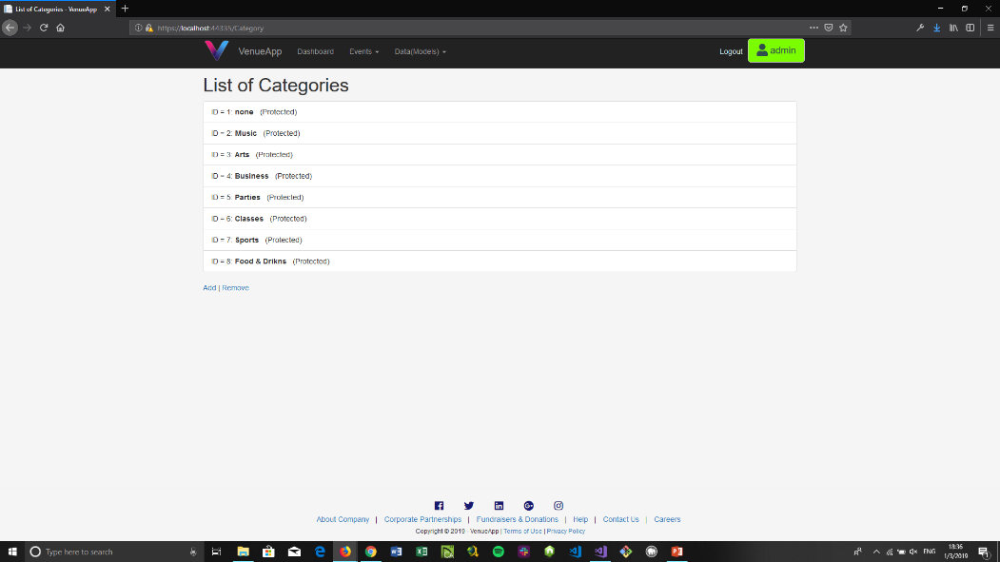 List of Categories - VenueApp
https://localhost:44335/Category
VenueApp Dashboard Events Data(Models) Logout admin
List of Categories
ID = 1: none (Protected)
ID = 2: Music (Protected)
ID = 3: Arts (Protected)
ID = 4: Business (Protected)
ID = 5: Parties (Protected)
ID = 6: Classes (Protected)
ID = 7: Sports (Protected)
ID = 8: Food & Drikns (Protected)
Add | Remove
About Company | Corporate Partnerships | Fundraisers & Donations | Help | Contact Us | Careers
Copyright © 2019 - VenueApp | Terms of Use | Privacy Policy
Type here to search
ENG
18:36
1/3/2019